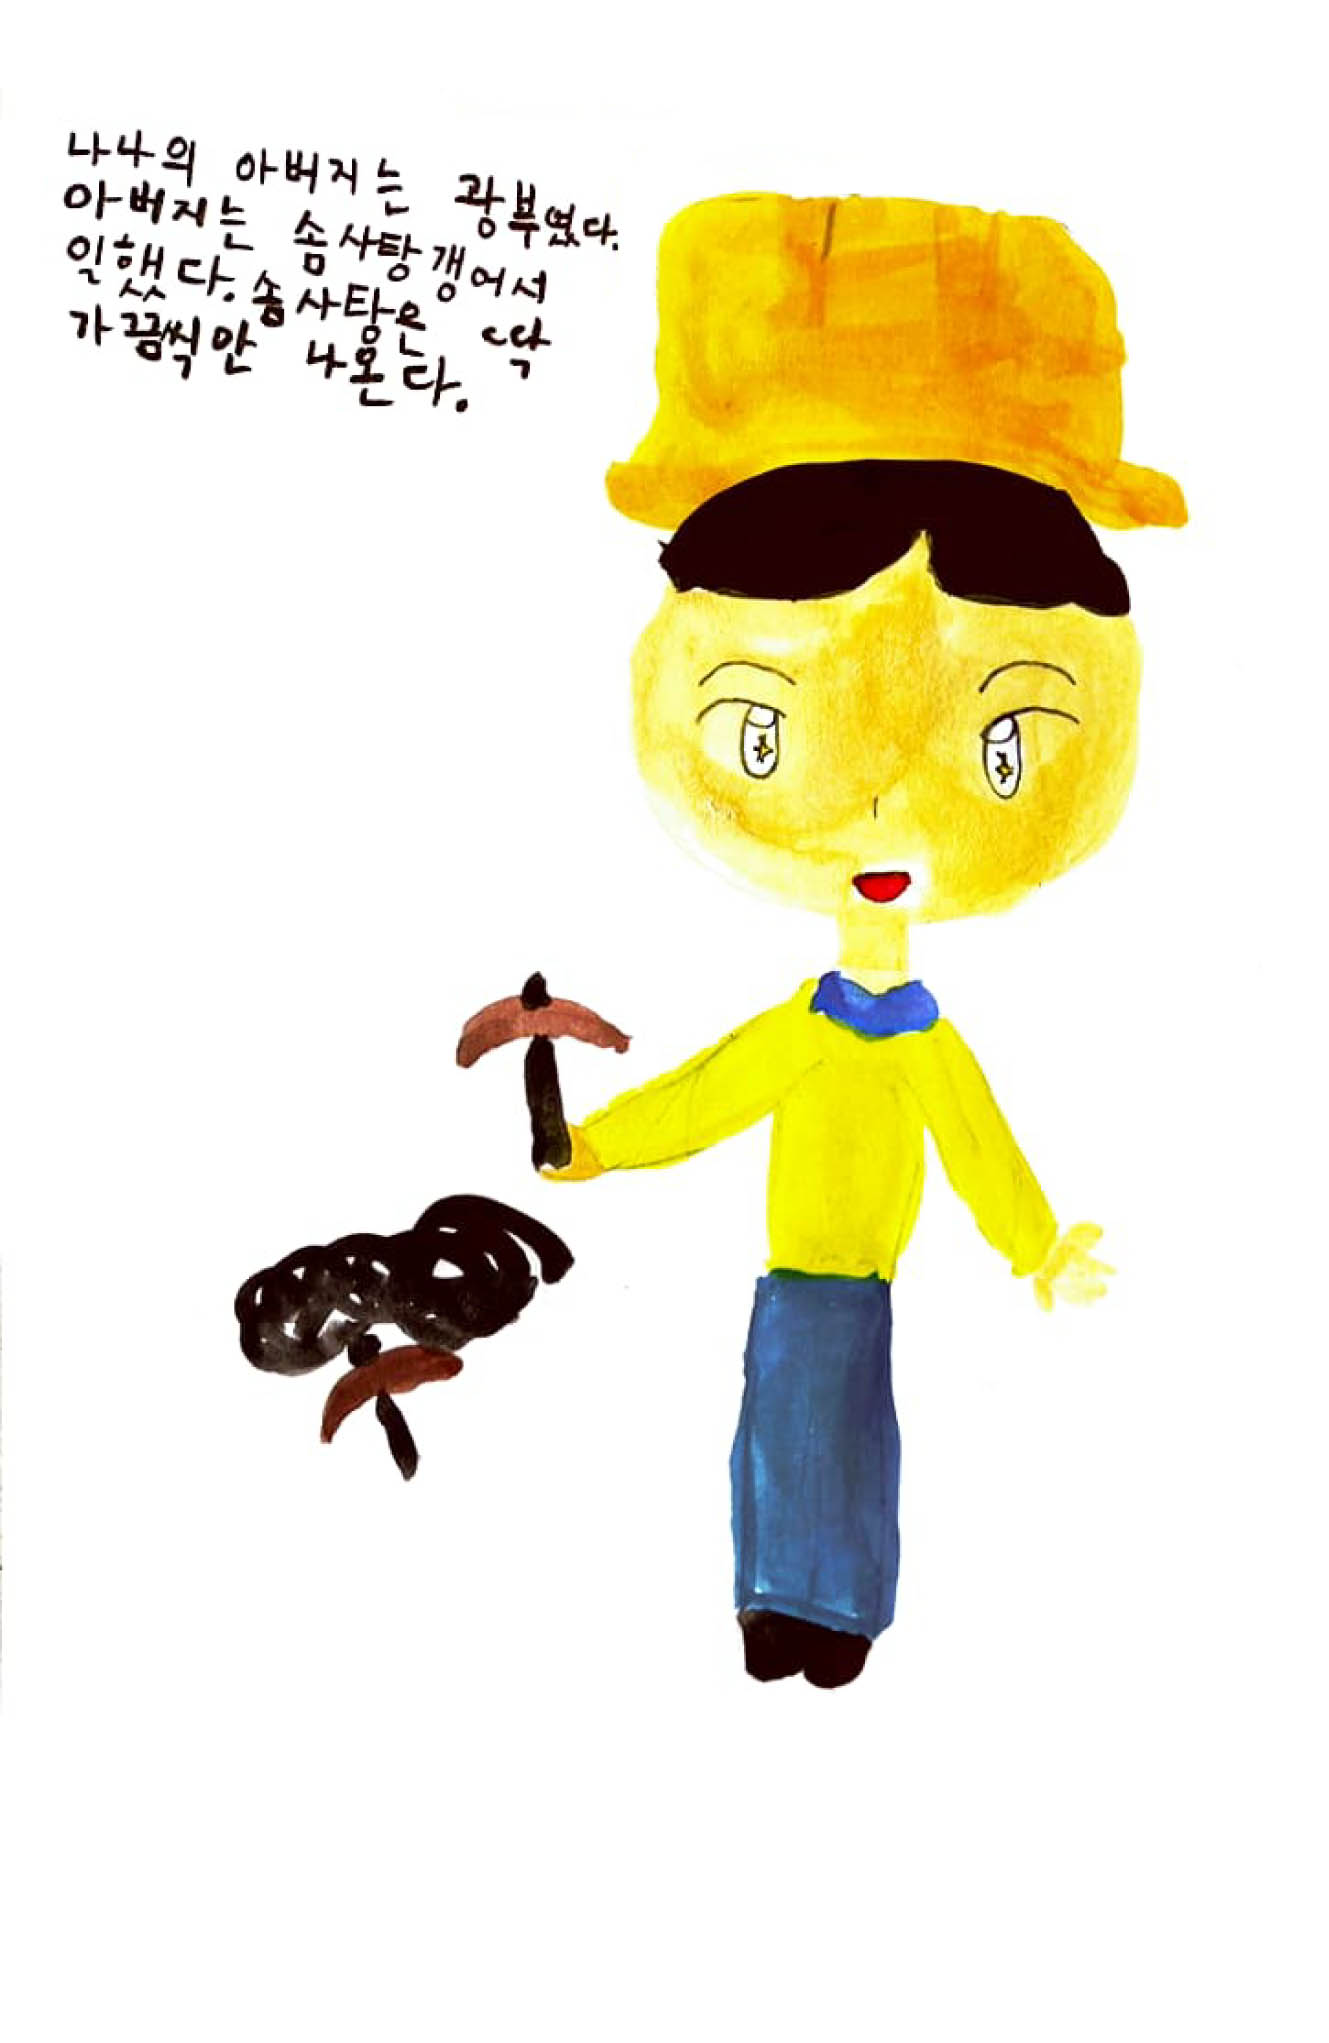 나나의 아버지는 광부였다.
아버지는 솜사탕갱어서
일했다. 솜사탕은 딱
가끔씩만 나온다.